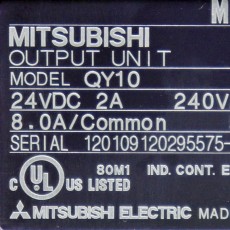 M
MITSUBISHI
OUTPUT UNIT
MODEL QY10
24VDC 2A 240V
8.0A/Common
SERIAL 120109120295575-
80M1 IND. CONT. E
C UL US LISTED
MITSUBISHI ELECTRIC MAD